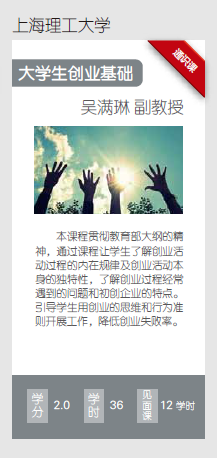 上海理工大学
通识课
大学生创业基础
吴满琳 副教授
本课程贯彻教育部大纲的精
神，通过课程让学生了解创业活
动过程的内在规律及创业活动本
身的独特性，了解创业过程经常
遇到的问题和初创企业的特点。
引导学生用创业的思维和行为准
则开展工作，降低创业失败率。
学分 2.0 学时 36 见面课 12 学时